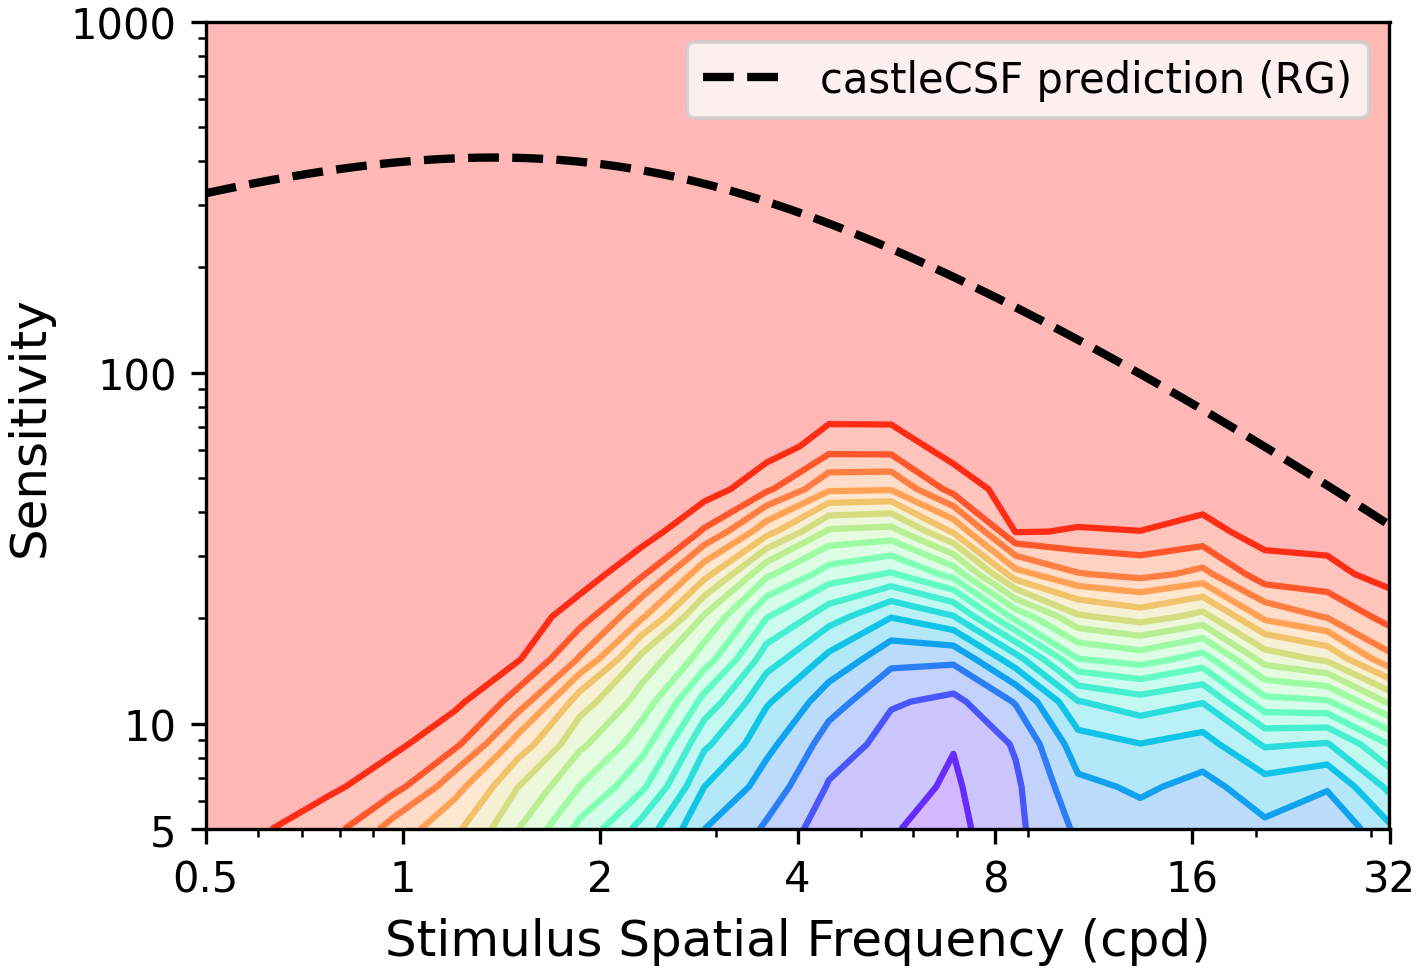 1000
castleCSF prediction (RG)
100
Sensitivity
10
5
0.5 1 2 4 8 16 32
Stimulus Spatial Frequency (cpd)